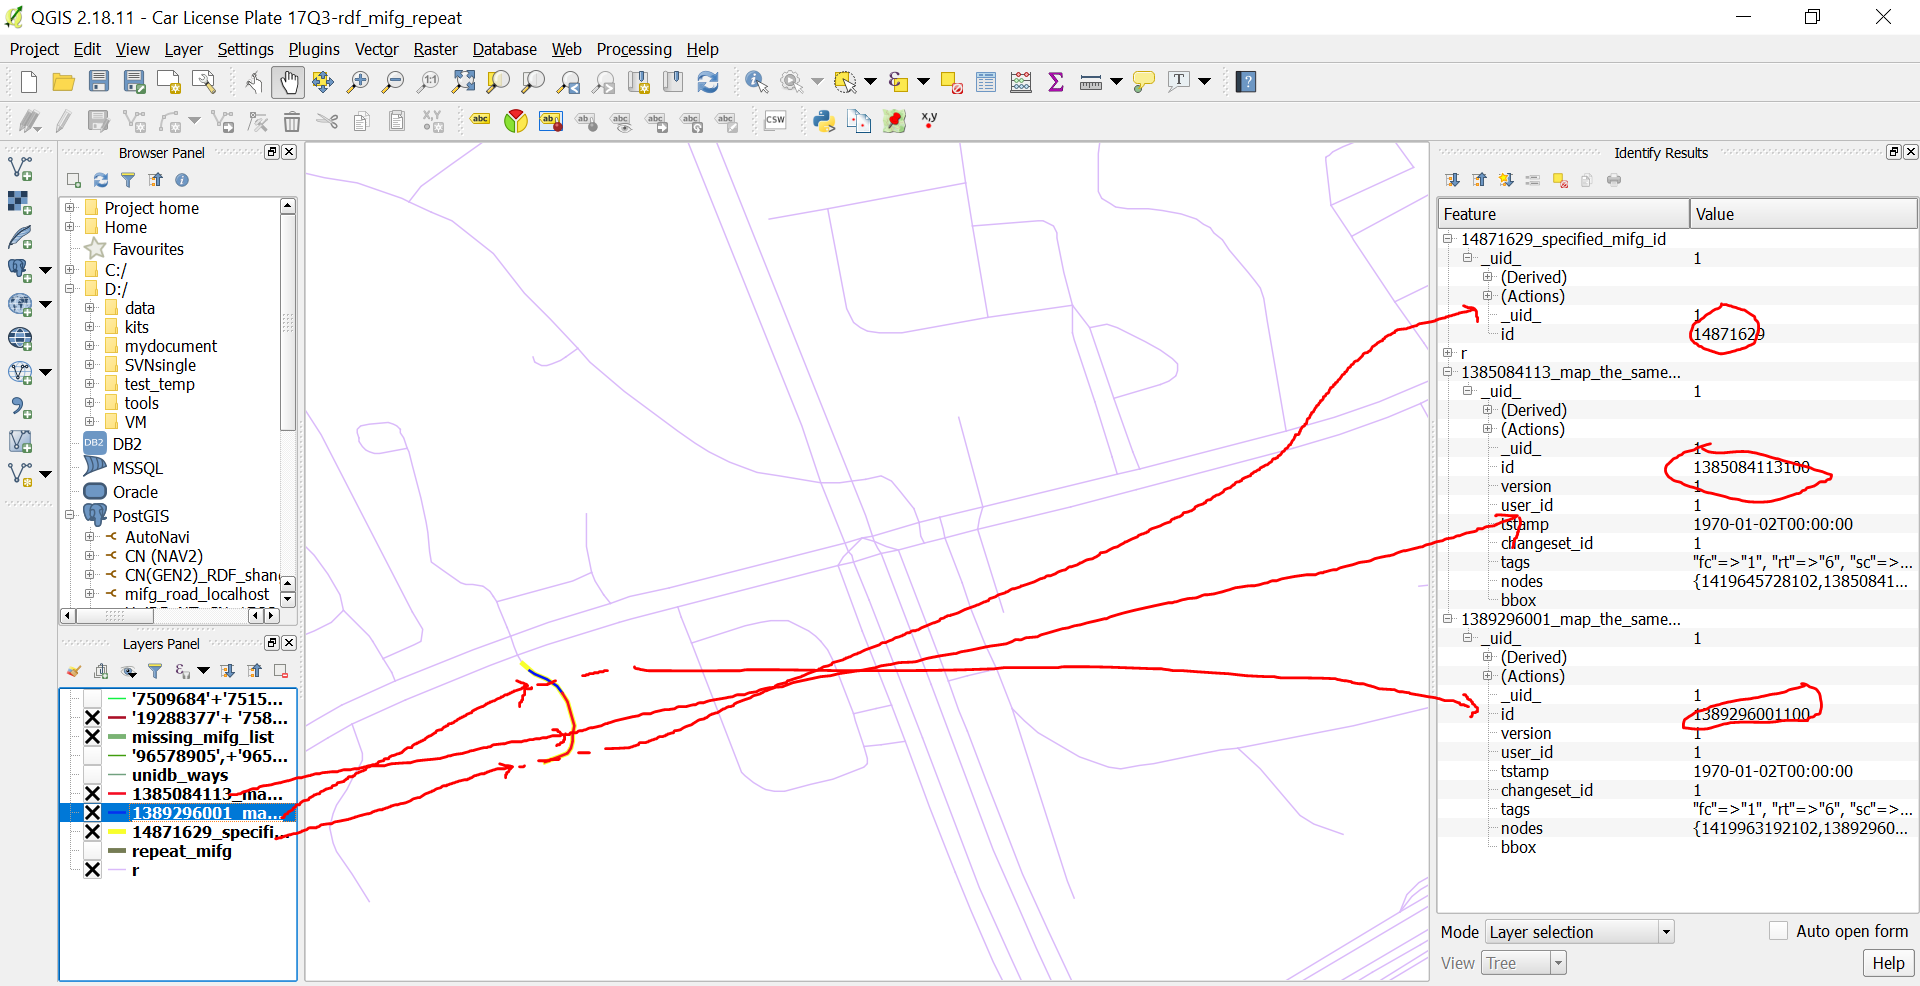 QGIS 2.18.11 - Car License Plate 17Q3-rdf_mifg_repeat
Project Edit View Layer Settings Plugins Vector Raster Database Web Processing Help
Browser Panel
Project home
Home
Favourites
C:/
D:/
data
kits
mydocument
SVNsingle
test_temp
tools
VM
DB2
MSSQL
Oracle
PostGIS
AutoNavi
CN (NAV2)
CN(GEN2)_RDF_shan
mifg_road_localhost
Layers Panel
'7509684'+'7515...
'19288377'+ '758...
missing_mifg_list
'96578905',+'965...
unidb_ways
1385084113_ma...
1389296001_ma...
14871629_specifi...
repeat_mifg
r
Identify Results
Feature Value
14871629_specified_mifg_id
_uid_ 1
(Derived)
(Actions)
_uid_ 1
id 14871629
r
1385084113_map_the_same...
_uid_ 1
(Derived)
(Actions)
_uid_ 1
id 1385084113100
version 1
user_id 1
tstamp 1970-01-02T00:00:00
changeset_id 1
tags "fc"=>"1", "rt"=>"6", "sc"=>...
nodes {1419645728102,13850841...
bbox
1389296001_map_the_same...
_uid_ 1
(Derived)
(Actions)
_uid_ 1
id 1389296001100
version 1
user_id 1
tstamp 1970-01-02T00:00:00
changeset_id 1
tags "fc"=>"1", "rt"=>"6", "sc"=>...
nodes {1419963192102,13892960...
bbox
Mode Layer selection Auto open form
View Tree Help